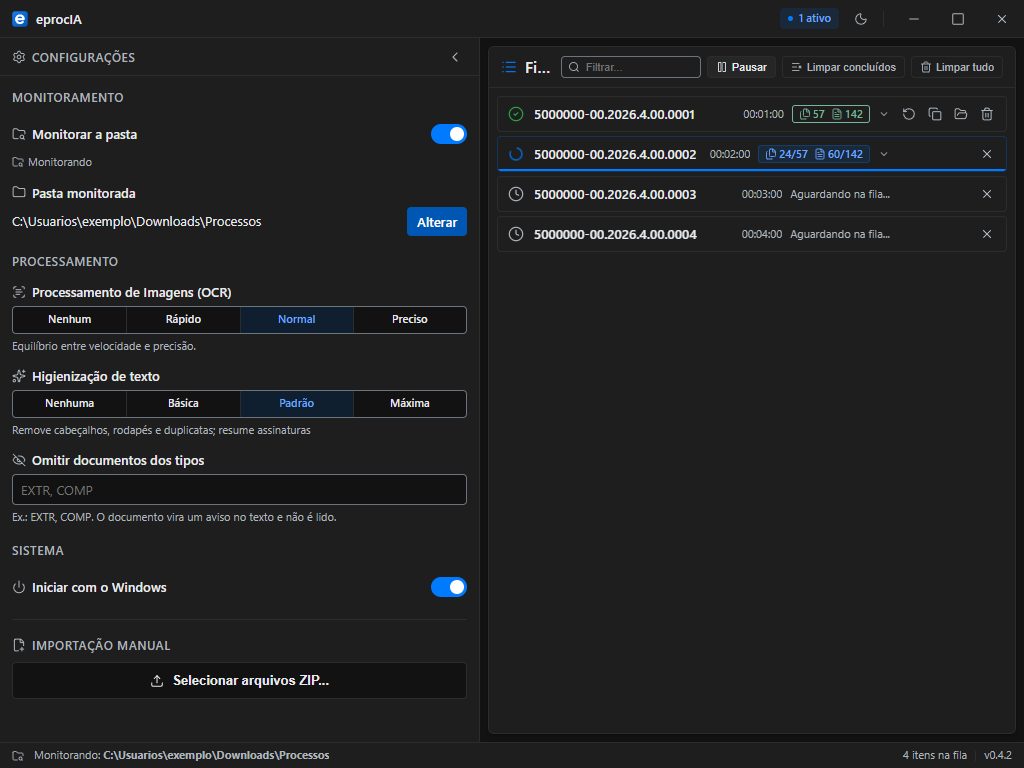 eprocIA
1 ativo
CONFIGURAÇÕES
MONITORAMENTO
Monitorar a pasta
Monitorando
Pasta monitorada
C:\Usuarios\exemplo\Downloads\Processos
Alterar
PROCESSAMENTO
Processamento de Imagens (OCR)
Nenhum Rápido Normal Preciso
Equilíbrio entre velocidade e precisão.
Higienização de texto
Nenhuma Básica Padrão Máxima
Remove cabeçalhos, rodapés e duplicatas; resume assinaturas
Omitir documentos dos tipos
EXTR, COMP
Ex.: EXTR, COMP. O documento vira um aviso no texto e não é lido.
SISTEMA
Iniciar com o Windows
IMPORTAÇÃO MANUAL
Selecionar arquivos ZIP...
Fi... Filtrar... Pausar Limpar concluídos Limpar tudo
5000000-00.2026.4.00.0001 00:01:00 57 142
5000000-00.2026.4.00.0002 00:02:00 24/57 60/142
5000000-00.2026.4.00.0003 00:03:00 Aguardando na fila...
5000000-00.2026.4.00.0004 00:04:00 Aguardando na fila...
Monitorando: C:\Usuarios\exemplo\Downloads\Processos
4 itens na fila v0.4.2